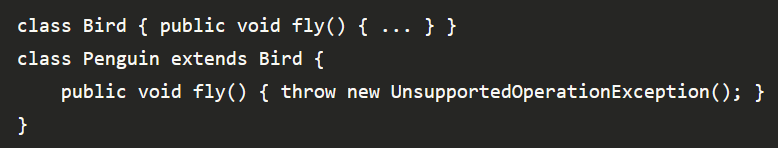 class Bird { public void fly() { ... } }
class Penguin extends Bird {
    public void fly() { throw new UnsupportedOperationException(); }
}